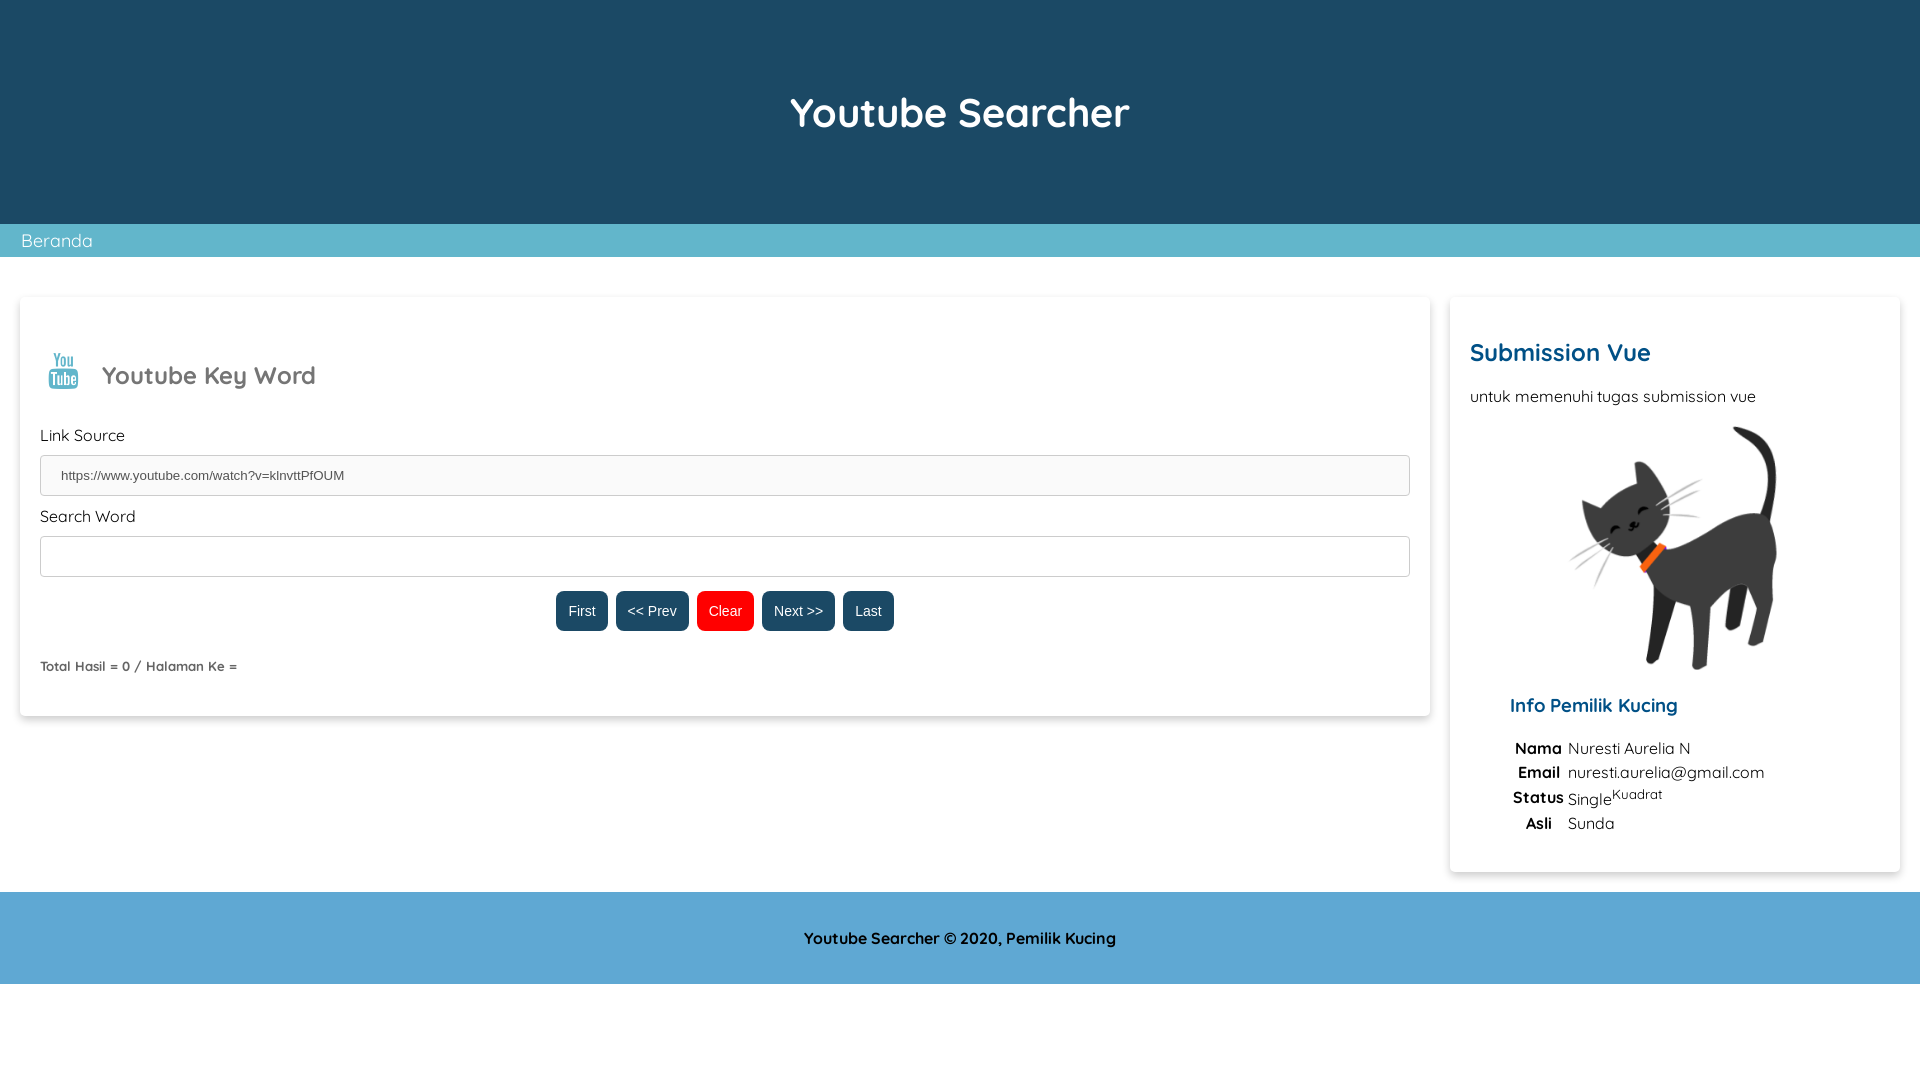 Youtube Searcher
Beranda
You
Tube
Youtube Key Word
Link Source
https://www.youtube.com/watch?v=klnvttPfOUM
Search Word
First
<< Prev
Clear
Next >>
Last
Total Hasil = 0 / Halaman Ke =
Submission Vue
untuk memenuhi tugas submission vue
Info Pemilik Kucing
Nama Nuresti Aurelia N
Email nuresti.aurelia@gmail.com
Status SingleKuadrat
Asli Sunda
Youtube Searcher © 2020, Pemilik Kucing